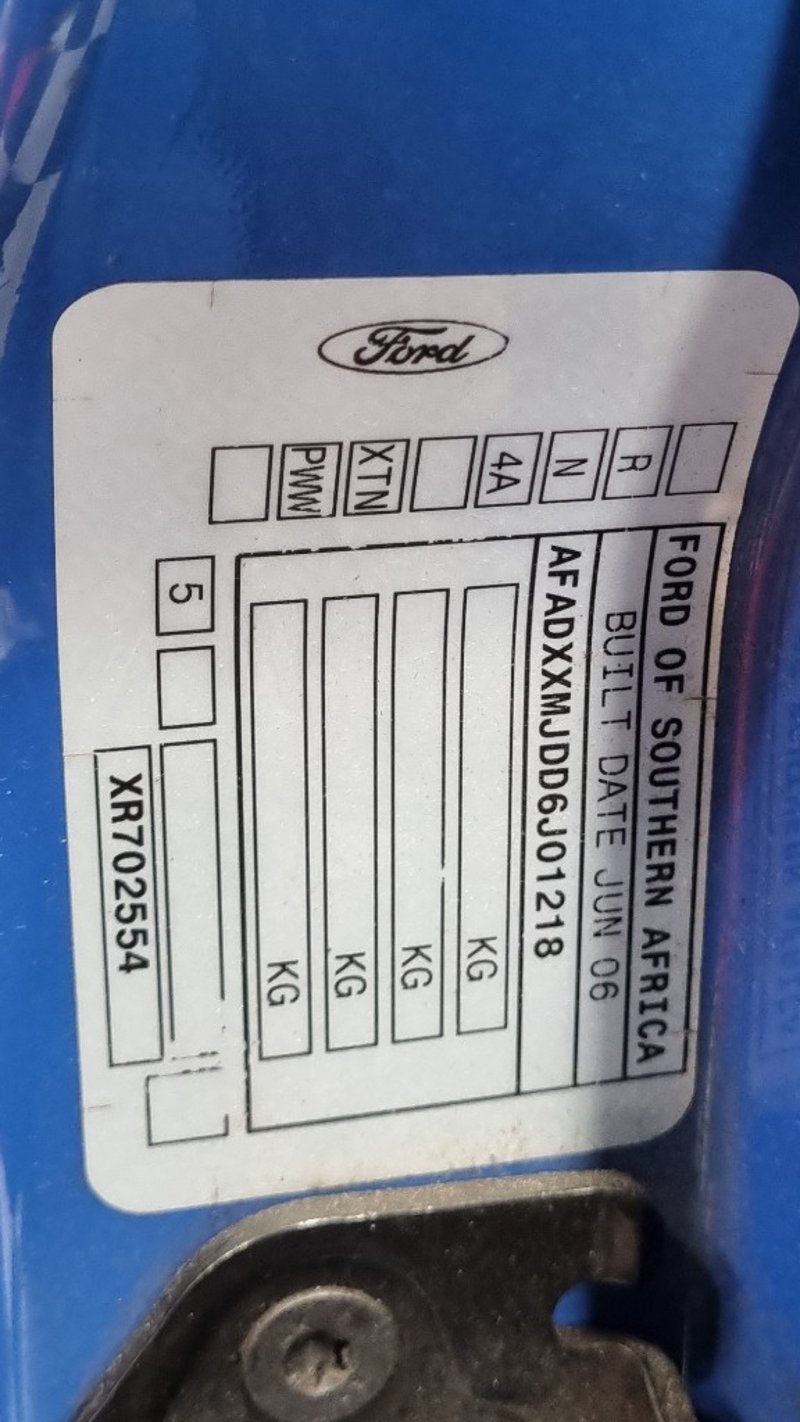 Ford
R
N
4A
XTN
PWW
FORD OF SOUTHERN AFRICA
BUILT DATE JUN 06
AFADXXMJDD6J01218
KG
KG
KG
KG
5
XR702554